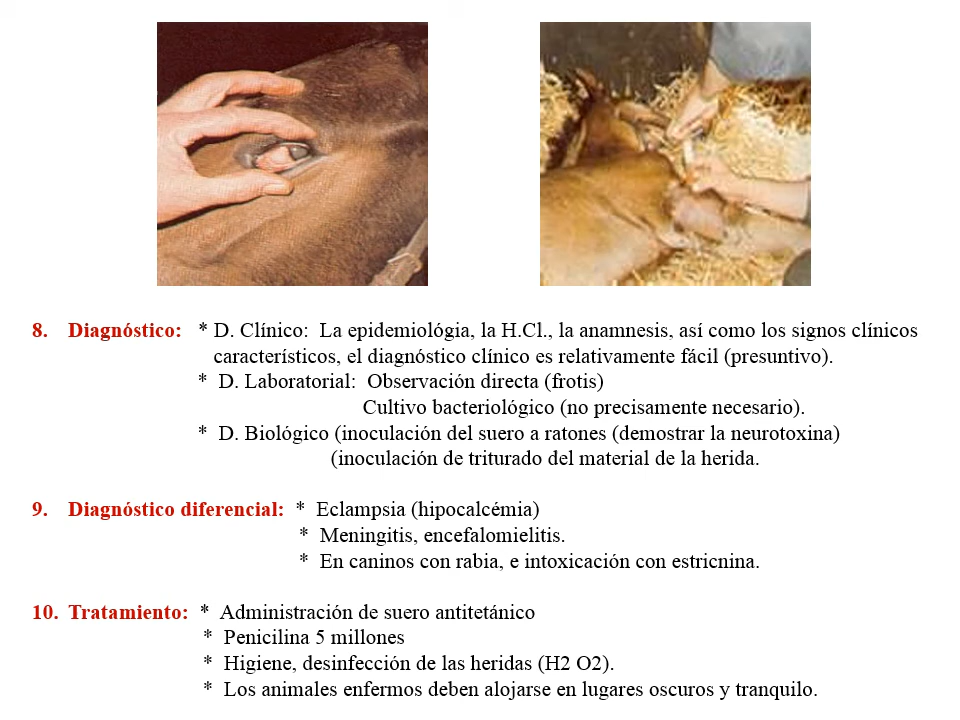 8. Diagnóstico: * D. Clínico: La epidemiológia, la H.Cl., la anamnesis, así como los signos clínicos
característicos, el diagnóstico clínico es relativamente fácil (presuntivo).
* D. Laboratorial: Observación directa (frotis)
Cultivo bacteriológico (no precisamente necesario).
* D. Biológico (inoculación del suero a ratones (demostrar la neurotoxina)
(inoculación de triturado del material de la herida.
9. Diagnóstico diferencial: * Eclampsia (hipocalcémia)
* Meningitis, encefalomielitis.
* En caninos con rabia, e intoxicación con estricnina.
10. Tratamiento: * Administración de suero antitetánico
* Penicilina 5 millones
* Higiene, desinfección de las heridas (H2 O2).
* Los animales enfermos deben alojarse en lugares oscuros y tranquilo.